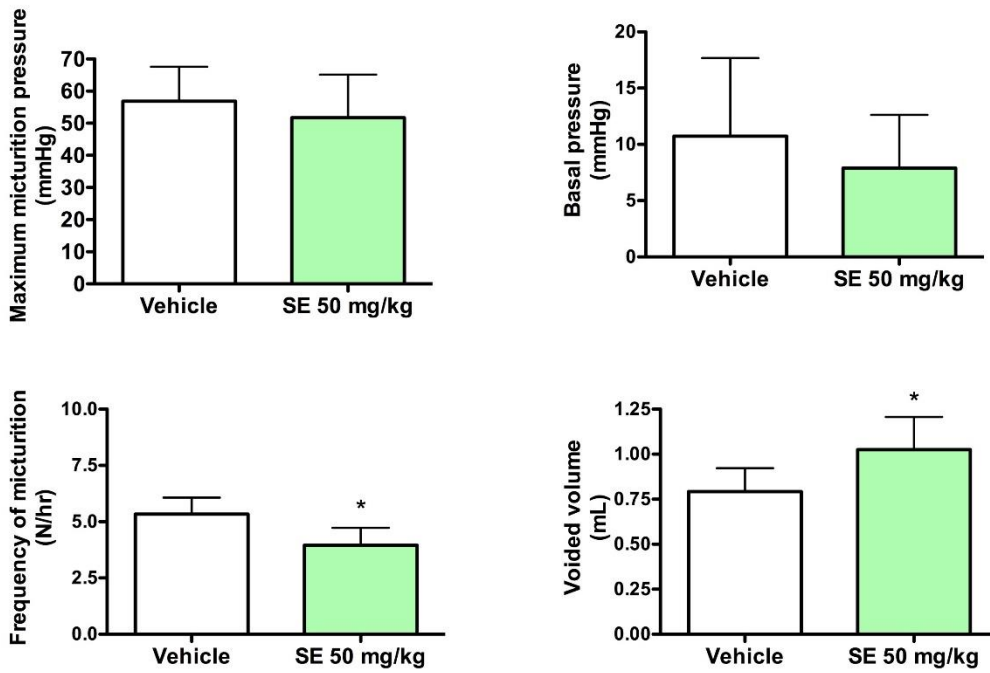 Maximum micturition pressure
(mmHg)
70
60
50
40
30
20
10
0
Vehicle
SE 50 mg/kg
Basal pressure
(mmHg)
20
15
10
5
0
Vehicle
SE 50 mg/kg
Frequency of micturition
(N/hr)
10.0
7.5
5.0
2.5
0.0
*
Vehicle
SE 50 mg/kg
Voided volume
(mL)
1.25
1.00
0.75
0.50
0.25
0.00
*
Vehicle
SE 50 mg/kg